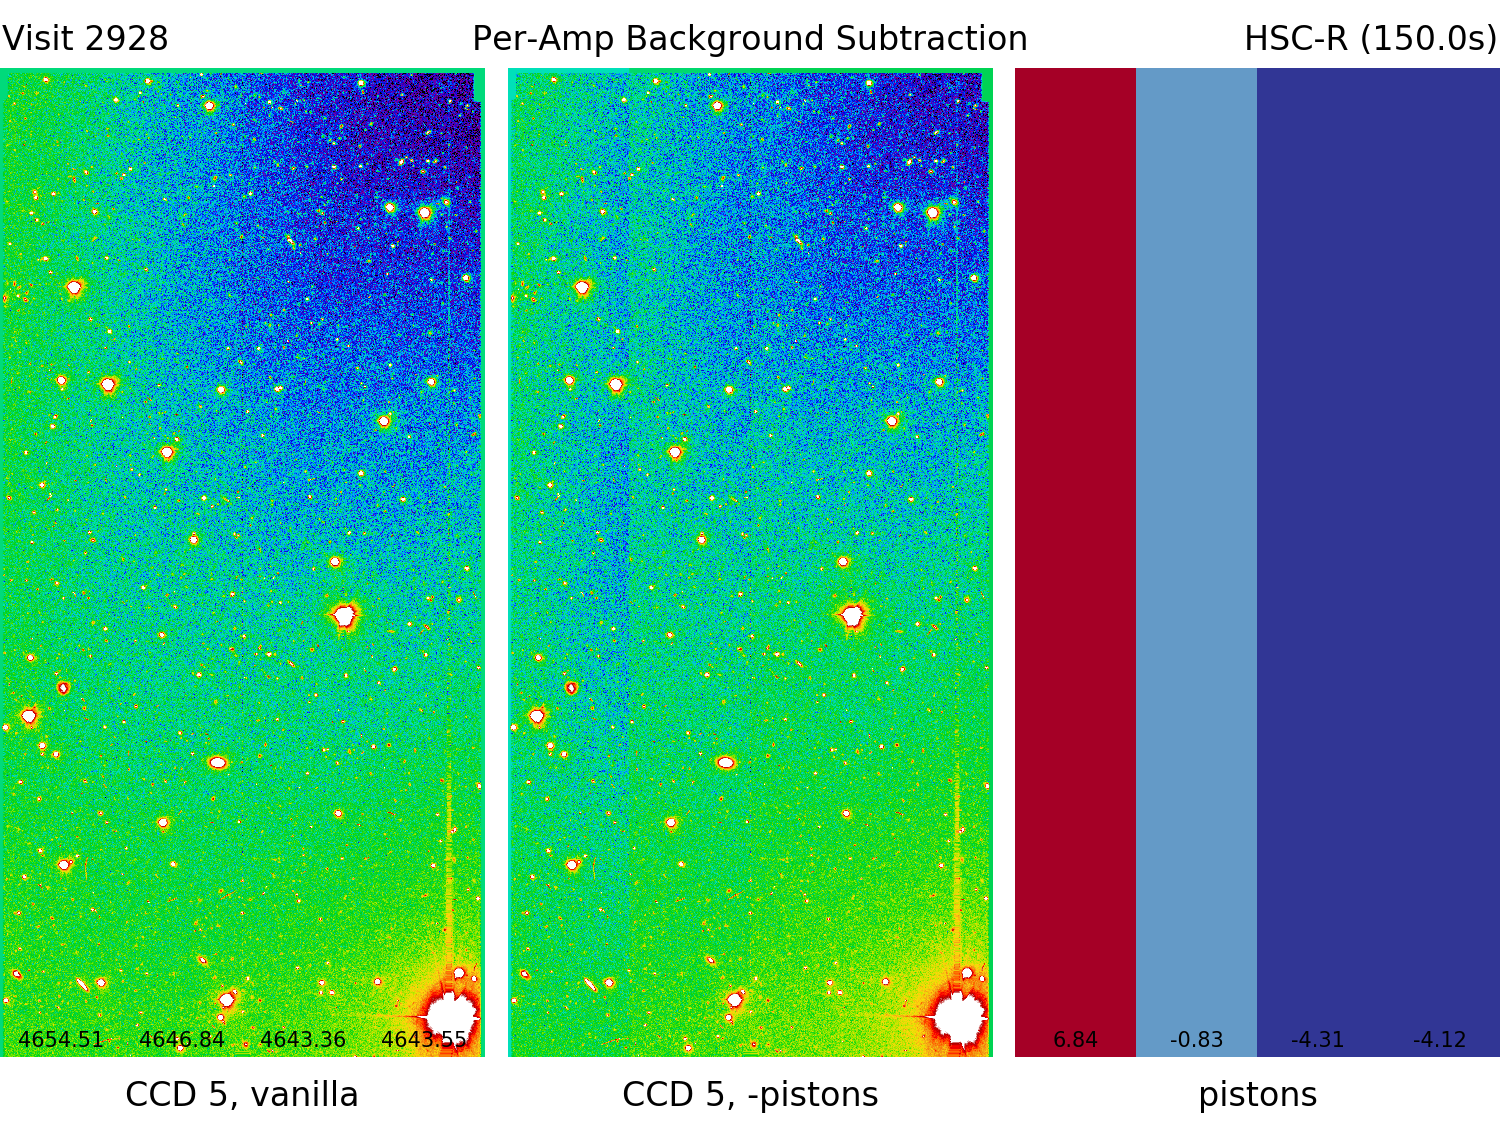 Visit 2928 Per-Amp Background Subtraction HSC-R (150.0s)
4654.51 4646.84 4643.36 4643.55 6.84 -0.83 -4.31 -4.12
CCD 5, vanilla CCD 5, -pistons pistons